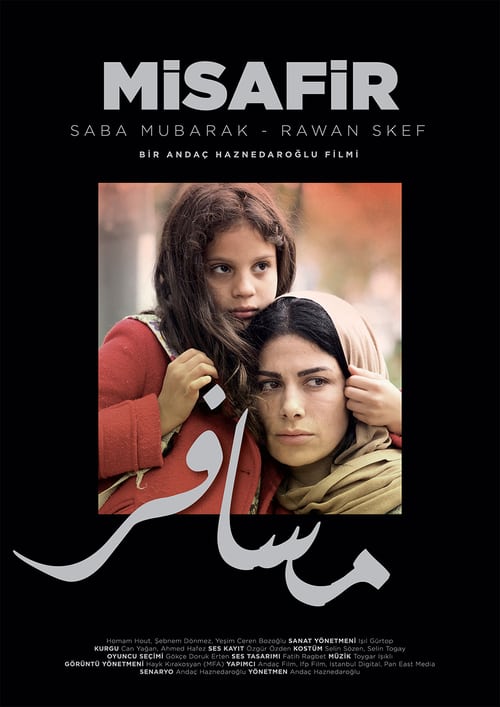 MiSAFiR
SABA MUBARAK - RAWAN SKEF
BİR ANDAÇ HAZNEDAROĞLU FİLMİ
مسافر
Homam Hout, Şebnem Dönmez, Yeşim Ceren Bozoğlu SANAT YÖNETMENİ Işıl Gürtop
KURGU Can Yağan, Ahmed Hafez SES KAYIT Özgür Özden KOSTÜM Selin Sözen, Selin Togay
OYUNCU SEÇİMİ Gökçe Doruk Erten SES TASARIMI Fatih Rağbet MÜZİK Toygar Işıklı
GÖRÜNTÜ YÖNETMENİ Hayk Kırakosyan (MFA) YAPIMCI Andaç Film, Ifp Film, Istanbul Digital, Pan East Media
SENARYO Andaç Haznedaroğlu YÖNETMEN Andaç Haznedaroğlu